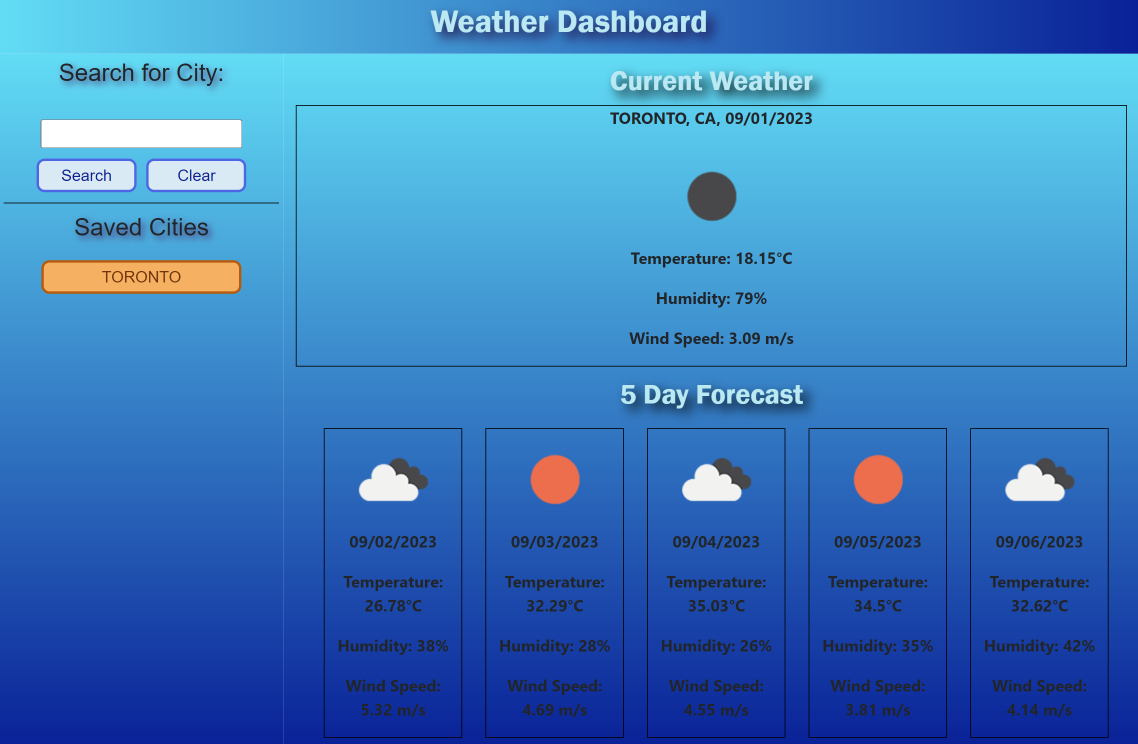 Weather Dashboard
Search for City:
Search
Clear
Saved Cities
TORONTO
Current Weather
TORONTO, CA, 09/01/2023
Temperature: 18.15°C
Humidity: 79%
Wind Speed: 3.09 m/s
5 Day Forecast
09/02/2023
Temperature:
26.78°C
Humidity: 38%
Wind Speed:
5.32 m/s
09/03/2023
Temperature:
32.29°C
Humidity: 28%
Wind Speed:
4.69 m/s
09/04/2023
Temperature:
35.03°C
Humidity: 26%
Wind Speed:
4.55 m/s
09/05/2023
Temperature:
34.5°C
Humidity: 35%
Wind Speed:
3.81 m/s
09/06/2023
Temperature:
32.62°C
Humidity: 42%
Wind Speed:
4.14 m/s